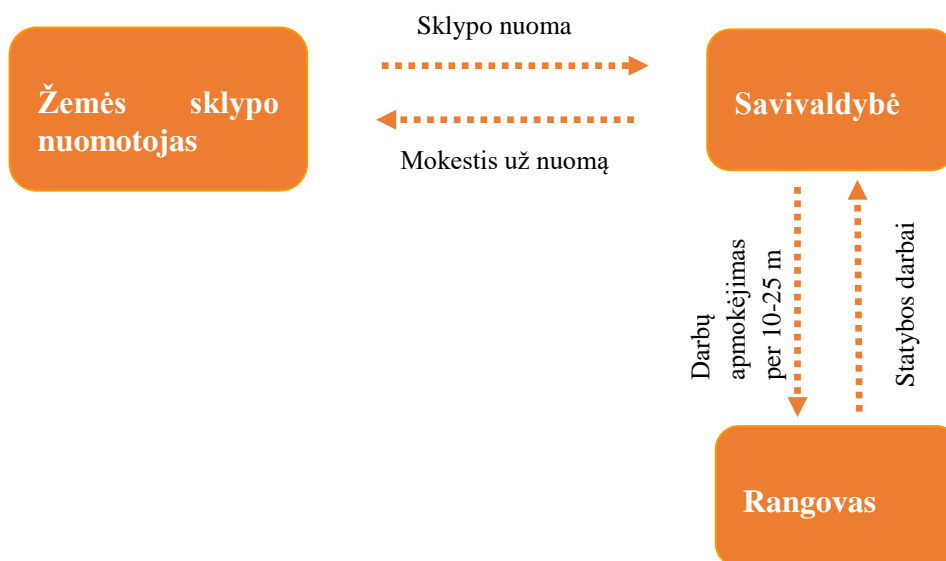 Sklypo nuoma
Žemės sklypo
nuomotojas
Savivaldybė
Mokestis už nuomą
Darbų
apmokėjimas
per 10-25 m
Statybos darbai
Rangovas